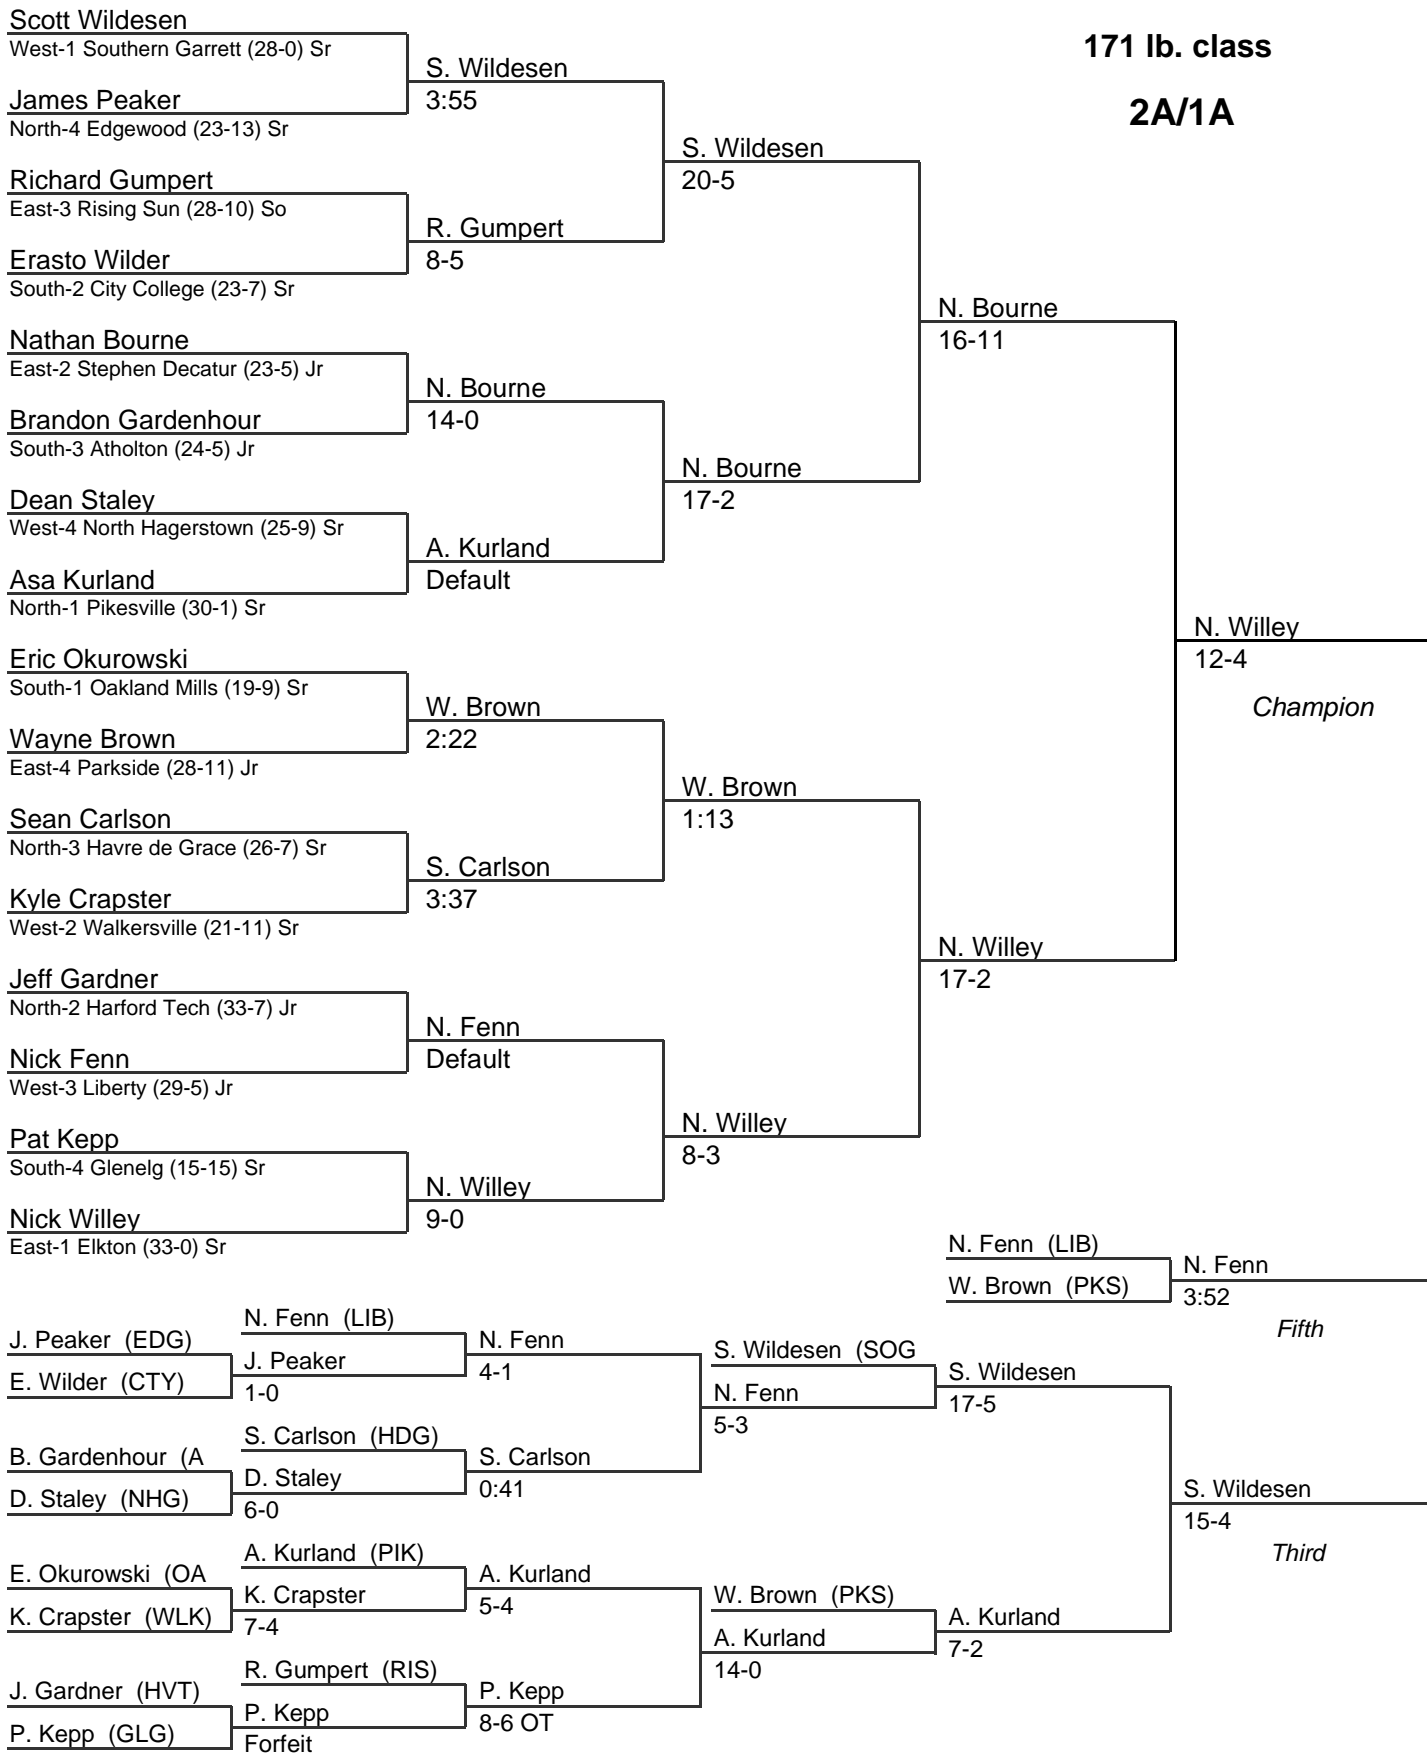 171 lb. class
2A/1A
Scott Wildesen
West-1 Southern Garrett (28-0) Sr
James Peaker
North-4 Edgewood (23-13) Sr
Richard Gumpert
East-3 Rising Sun (28-10) So
Erasto Wilder
South-2 City College (23-7) Sr
Nathan Bourne
East-2 Stephen Decatur (23-5) Jr
Brandon Gardenhour
South-3 Atholton (24-5) Jr
Dean Staley
West-4 North Hagerstown (25-9) Sr
Asa Kurland
North-1 Pikesville (30-1) Sr
Eric Okurowski
South-1 Oakland Mills (19-9) Sr
Wayne Brown
East-4 Parkside (28-11) Jr
Sean Carlson
North-3 Havre de Grace (26-7) Sr
Kyle Crapster
West-2 Walkersville (21-11) Sr
Jeff Gardner
North-2 Harford Tech (33-7) Jr
Nick Fenn
West-3 Liberty (29-5) Jr
Pat Kepp
South-4 Glenelg (15-15) Sr
Nick Willey
East-1 Elkton (33-0) Sr
S. Wildesen
3:55
R. Gumpert
8-5
N. Bourne
14-0
A. Kurland
Default
W. Brown
2:22
S. Carlson
3:37
N. Fenn
Default
N. Willey
9-0
S. Wildesen
20-5
N. Bourne
17-2
W. Brown
1:13
N. Willey
8-3
N. Bourne
16-11
N. Willey
17-2
N. Willey
12-4
Champion
N. Fenn (LIB)
W. Brown (PKS)
N. Fenn
3:52
Fifth
J. Peaker (EDG)
E. Wilder (CTY)
B. Gardenhour (A
D. Staley (NHG)
E. Okurowski (OA
K. Crapster (WLK)
J. Gardner (HVT)
P. Kepp (GLG)
N. Fenn (LIB)
J. Peaker
1-0
S. Carlson (HDG)
D. Staley
6-0
A. Kurland (PIK)
K. Crapster
7-4
R. Gumpert (RIS)
P. Kepp
Forfeit
N. Fenn
4-1
S. Carlson
0:41
A. Kurland
5-4
P. Kepp
8-6 OT
S. Wildesen (SOG
N. Fenn
5-3
W. Brown (PKS)
A. Kurland
14-0
S. Wildesen
17-5
A. Kurland
7-2
S. Wildesen
15-4
Third